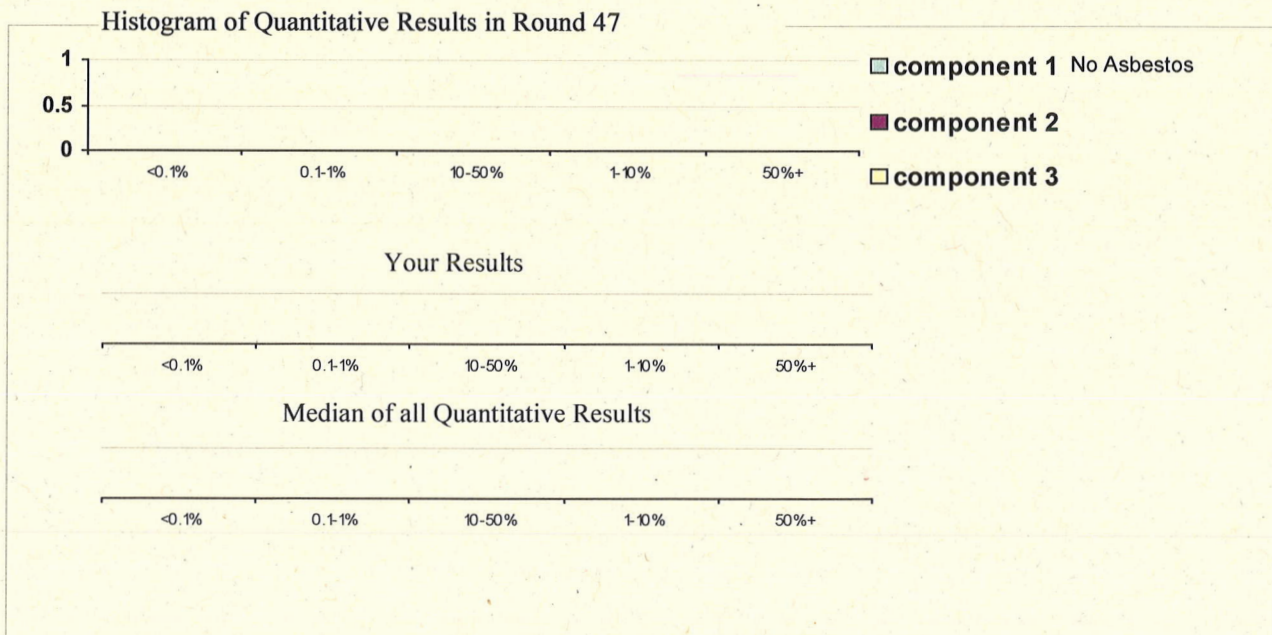 Histogram of Quantitative Results in Round 47
1
0.5
0
<0.1% 0.1-1% 10-50% 1-10% 50%+
component 1 No Asbestos
component 2
component 3
Your Results
<0.1% 0.1-1% 10-50% 1-10% 50%+
Median of all Quantitative Results
<0.1% 0.1-1% 10-50% 1-10% 50%+